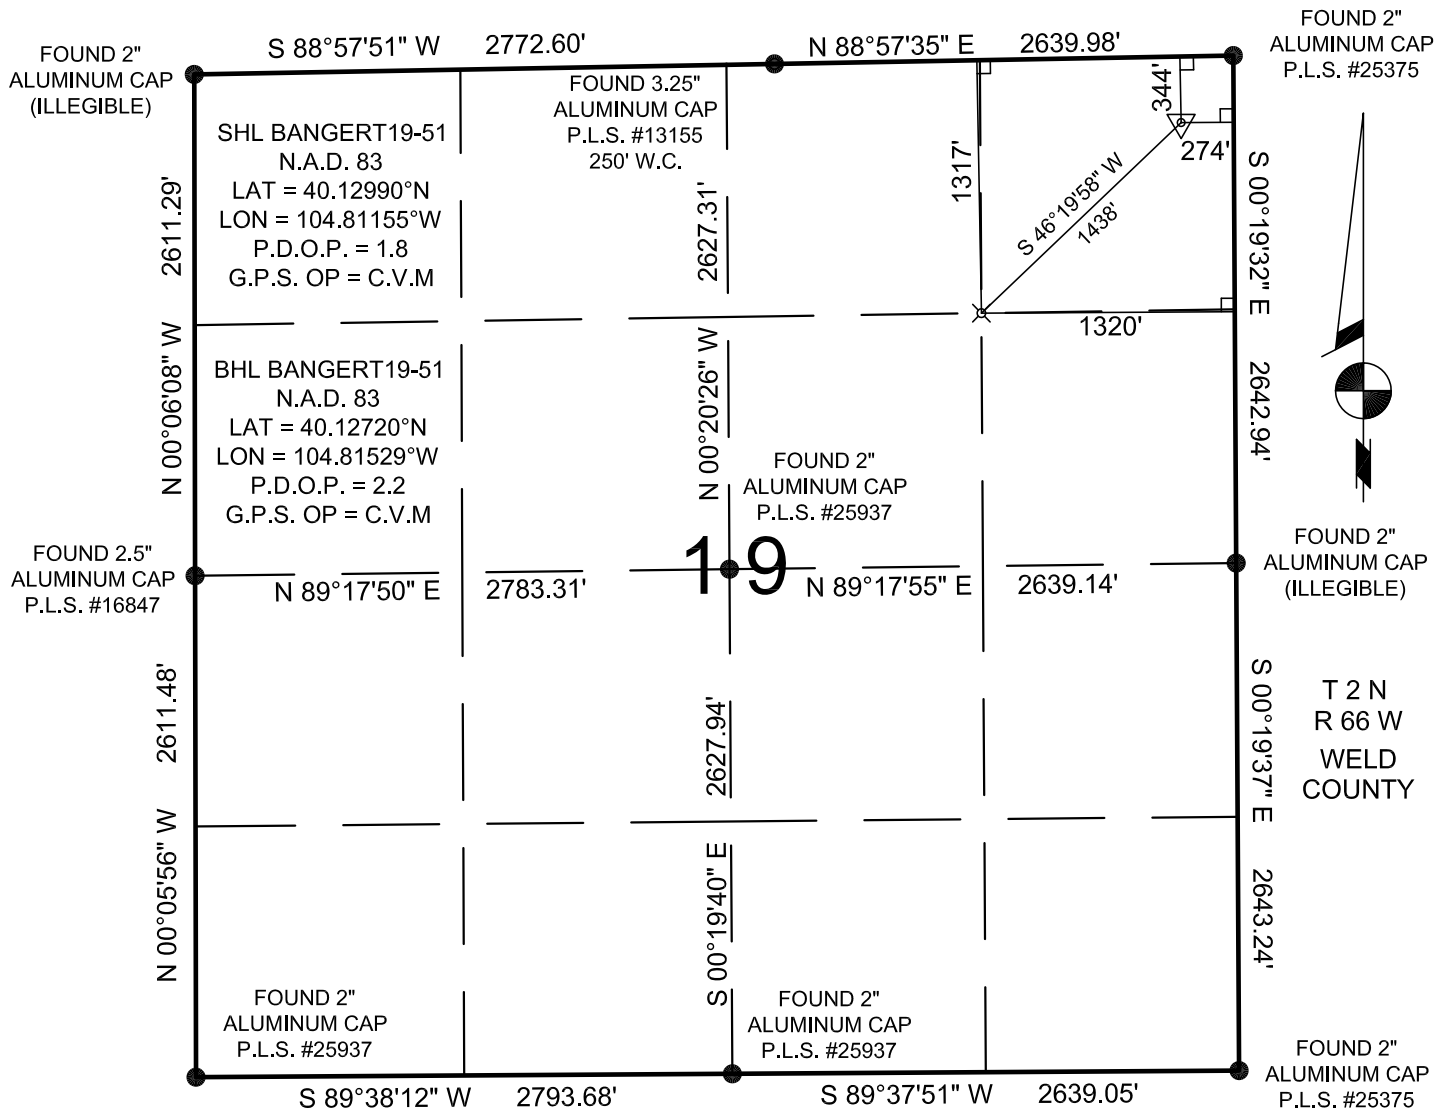 S 88°57'51" W 2772.60'
N 88°57'35" E 2639.98'
FOUND 2"
ALUMINUM CAP
(ILLEGIBLE)
FOUND 2"
ALUMINUM CAP
P.L.S. #25375
FOUND 3.25"
ALUMINUM CAP
P.L.S. #13155
250' W.C.
SHL BANGERT19-51
N.A.D. 83
LAT = 40.12990°N
LON = 104.81155°W
P.D.O.P. = 1.8
G.P.S. OP = C.V.M
344'
274'
1317'
S 46°19'58" W
1438'
1320'
N 00°06'08" W 2611.29'
N 00°20'26" W 2627.31'
S 00°19'32" E 2642.94'
BHL BANGERT19-51
N.A.D. 83
LAT = 40.12720°N
LON = 104.81529°W
P.D.O.P. = 2.2
G.P.S. OP = C.V.M
FOUND 2"
ALUMINUM CAP
P.L.S. #25937
FOUND 2.5"
ALUMINUM CAP
P.L.S. #16847
19
FOUND 2"
ALUMINUM CAP
(ILLEGIBLE)
N 89°17'50" E 2783.31'
N 89°17'55" E 2639.14'
N 00°05'56" W 2611.48'
S 00°19'40" E 2627.94'
S 00°19'37" E 2643.24'
T 2 N
R 66 W
WELD
COUNTY
FOUND 2"
ALUMINUM CAP
P.L.S. #25937
FOUND 2"
ALUMINUM CAP
P.L.S. #25937
FOUND 2"
ALUMINUM CAP
P.L.S. #25375
S 89°38'12" W 2793.68'
S 89°37'51" W 2639.05'